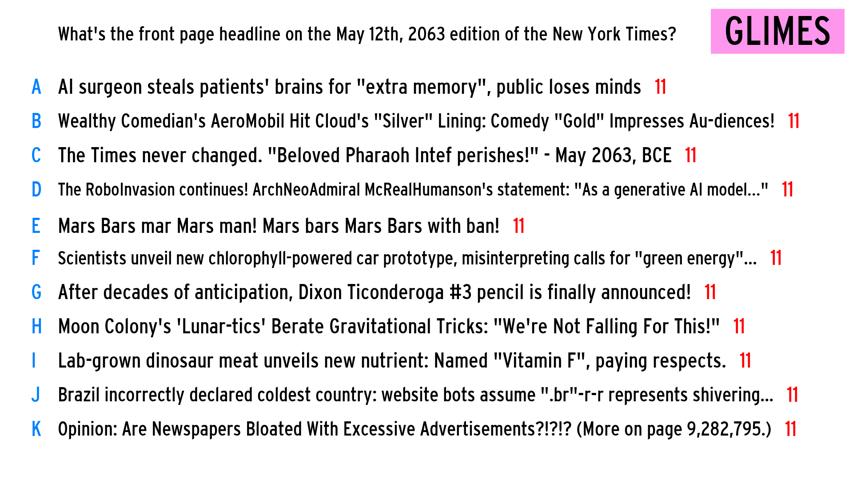 What's the front page headline on the May 12th, 2063 edition of the New York Times? GLIMES
A AI surgeon steals patients' brains for "extra memory", public loses minds 11
B Wealthy Comedian's AeroMobil Hit Cloud's "Silver" Lining: Comedy "Gold" Impresses Au-diences! 11
C The Times never changed. "Beloved Pharaoh Intef perishes!" - May 2063, BCE 11
D The RoboInvasion continues! ArchNeoAdmiral McRealHumanson's statement: "As a generative AI model..." 11
E Mars Bars mar Mars man! Mars bars Mars Bars with ban! 11
F Scientists unveil new chlorophyll-powered car prototype, misinterpreting calls for "green energy"... 11
G After decades of anticipation, Dixon Ticonderoga #3 pencil is finally announced! 11
H Moon Colony's 'Lunar-tics' Berate Gravitational Tricks: "We're Not Falling For This!" 11
I Lab-grown dinosaur meat unveils new nutrient: Named "Vitamin F", paying respects. 11
J Brazil incorrectly declared coldest country: website bots assume ".br"-r-r represents shivering... 11
K Opinion: Are Newspapers Bloated With Excessive Advertisements?!?!? (More on page 9,282,795.) 11